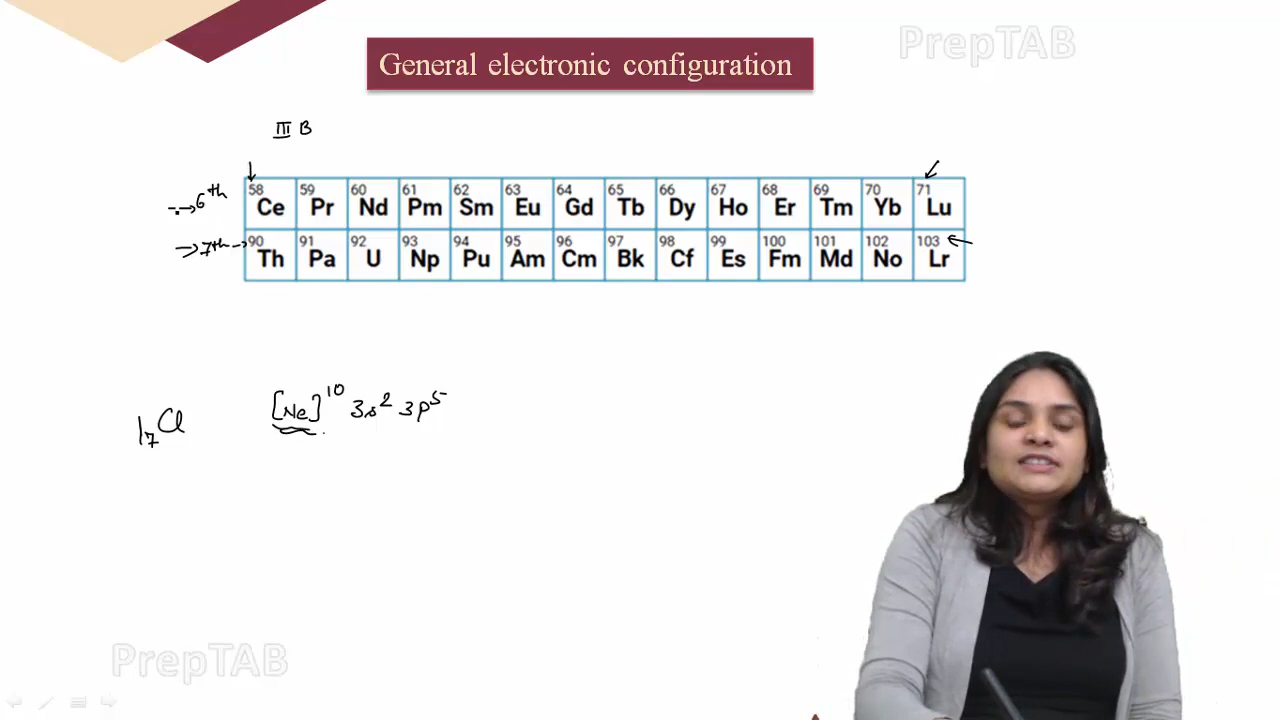 PrepTAB
General electronic configuration
III B
6th
58 59 60 61 62 63 64 65 66 67 68 69 70 71
Ce Pr Nd Pm Sm Eu Gd Tb Dy Ho Er Tm Yb Lu
7th
90 91 92 93 94 95 96 97 98 99 100 101 102 103
Th Pa U Np Pu Am Cm Bk Cf Es Fm Md No Lr
17Cl [Ne]10 3s2 3p5
PrepTAB